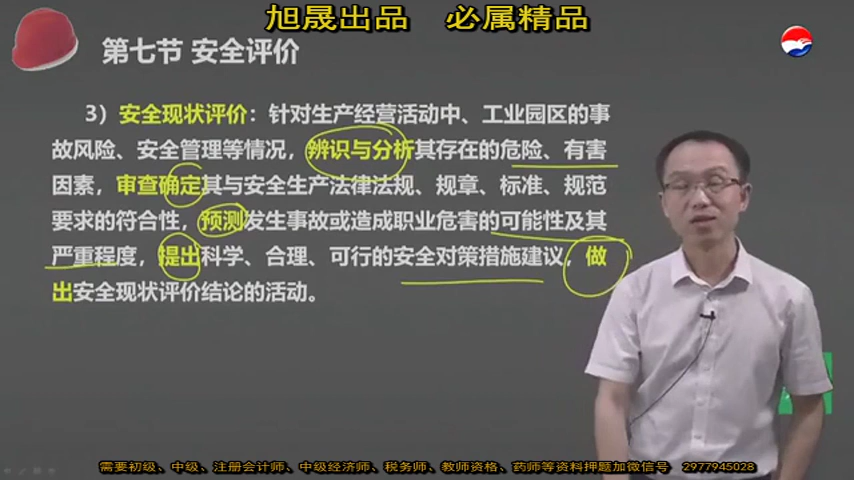 旭晟出品 必属精品
第七节 安全评价
3）安全现状评价：针对生产经营活动中、工业园区的事
故风险、安全管理等情况，辨识与分析其存在的危险、有害
因素，审查确定其与安全生产法律法规、规章、标准、规范
要求的符合性，预测发生事故或造成职业危害的可能性及其
严重程度，提出科学、合理、可行的安全对策措施建议，做
出安全现状评价结论的活动。
需要初级、中级、注册会计师、中级经济师、税务师、教师资格、药师等资料押题加微信号 2977945028